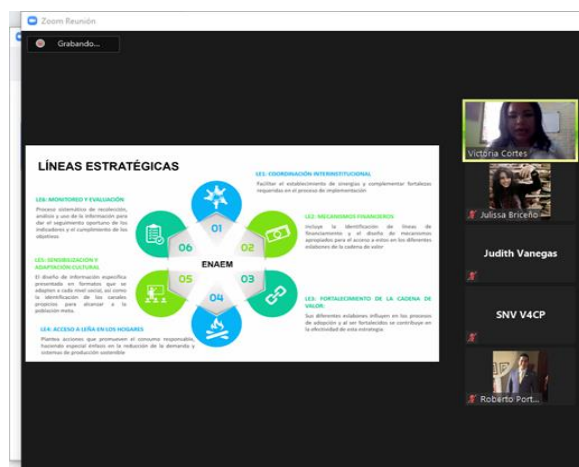 Zoom Reunión
Grabando...
LÍNEAS ESTRATÉGICAS
LE1: COORDINACIÓN INTERINSTITUCIONAL
Facilitar el establecimiento de sinergias y complementar fortalezas
requeridas en el proceso de implementación
LE6: MONITOREO Y EVALUACIÓN
Proceso sistemático de recolección,
análisis y uso de la información para
dar el seguimiento oportuno de los
indicadores y el cumplimiento de los
objetivos
LE2: MECANISMOS FINANCIEROS
Incluye la identificación de líneas de
financiamiento y el diseño de mecanismos
apropiados para el acceso a estos en los diferentes
eslabones de la cadena de valor
LE5: SENSIBILIZACIÓN Y
ADAPTACIÓN CULTURAL
El diseño de información específica
presentada en formatos que se
adapten a cada nivel social, así como
la identificación de los canales
propicios para alcanzar a la
población meta.
LE3: FORTALECIMIENTO DE LA CADENA DE
VALOR:
Sus diferentes eslabones influyen en los procesos
de adopción y al ser fortalecidos se contribuye en
la efectividad de esta estrategia.
LE4: ACCESO A LEÑA EN LOS HOGARES
Plantea acciones que promueven el consumo responsable,
haciendo especial énfasis en la reducción de la demanda y
sistemas de producción sostenible
01
02
03
04
05
06
ENAEM
Victoria Cortes
Julissa Briceño
Judith Vanegas
SNV V4CP
Roberto Port...